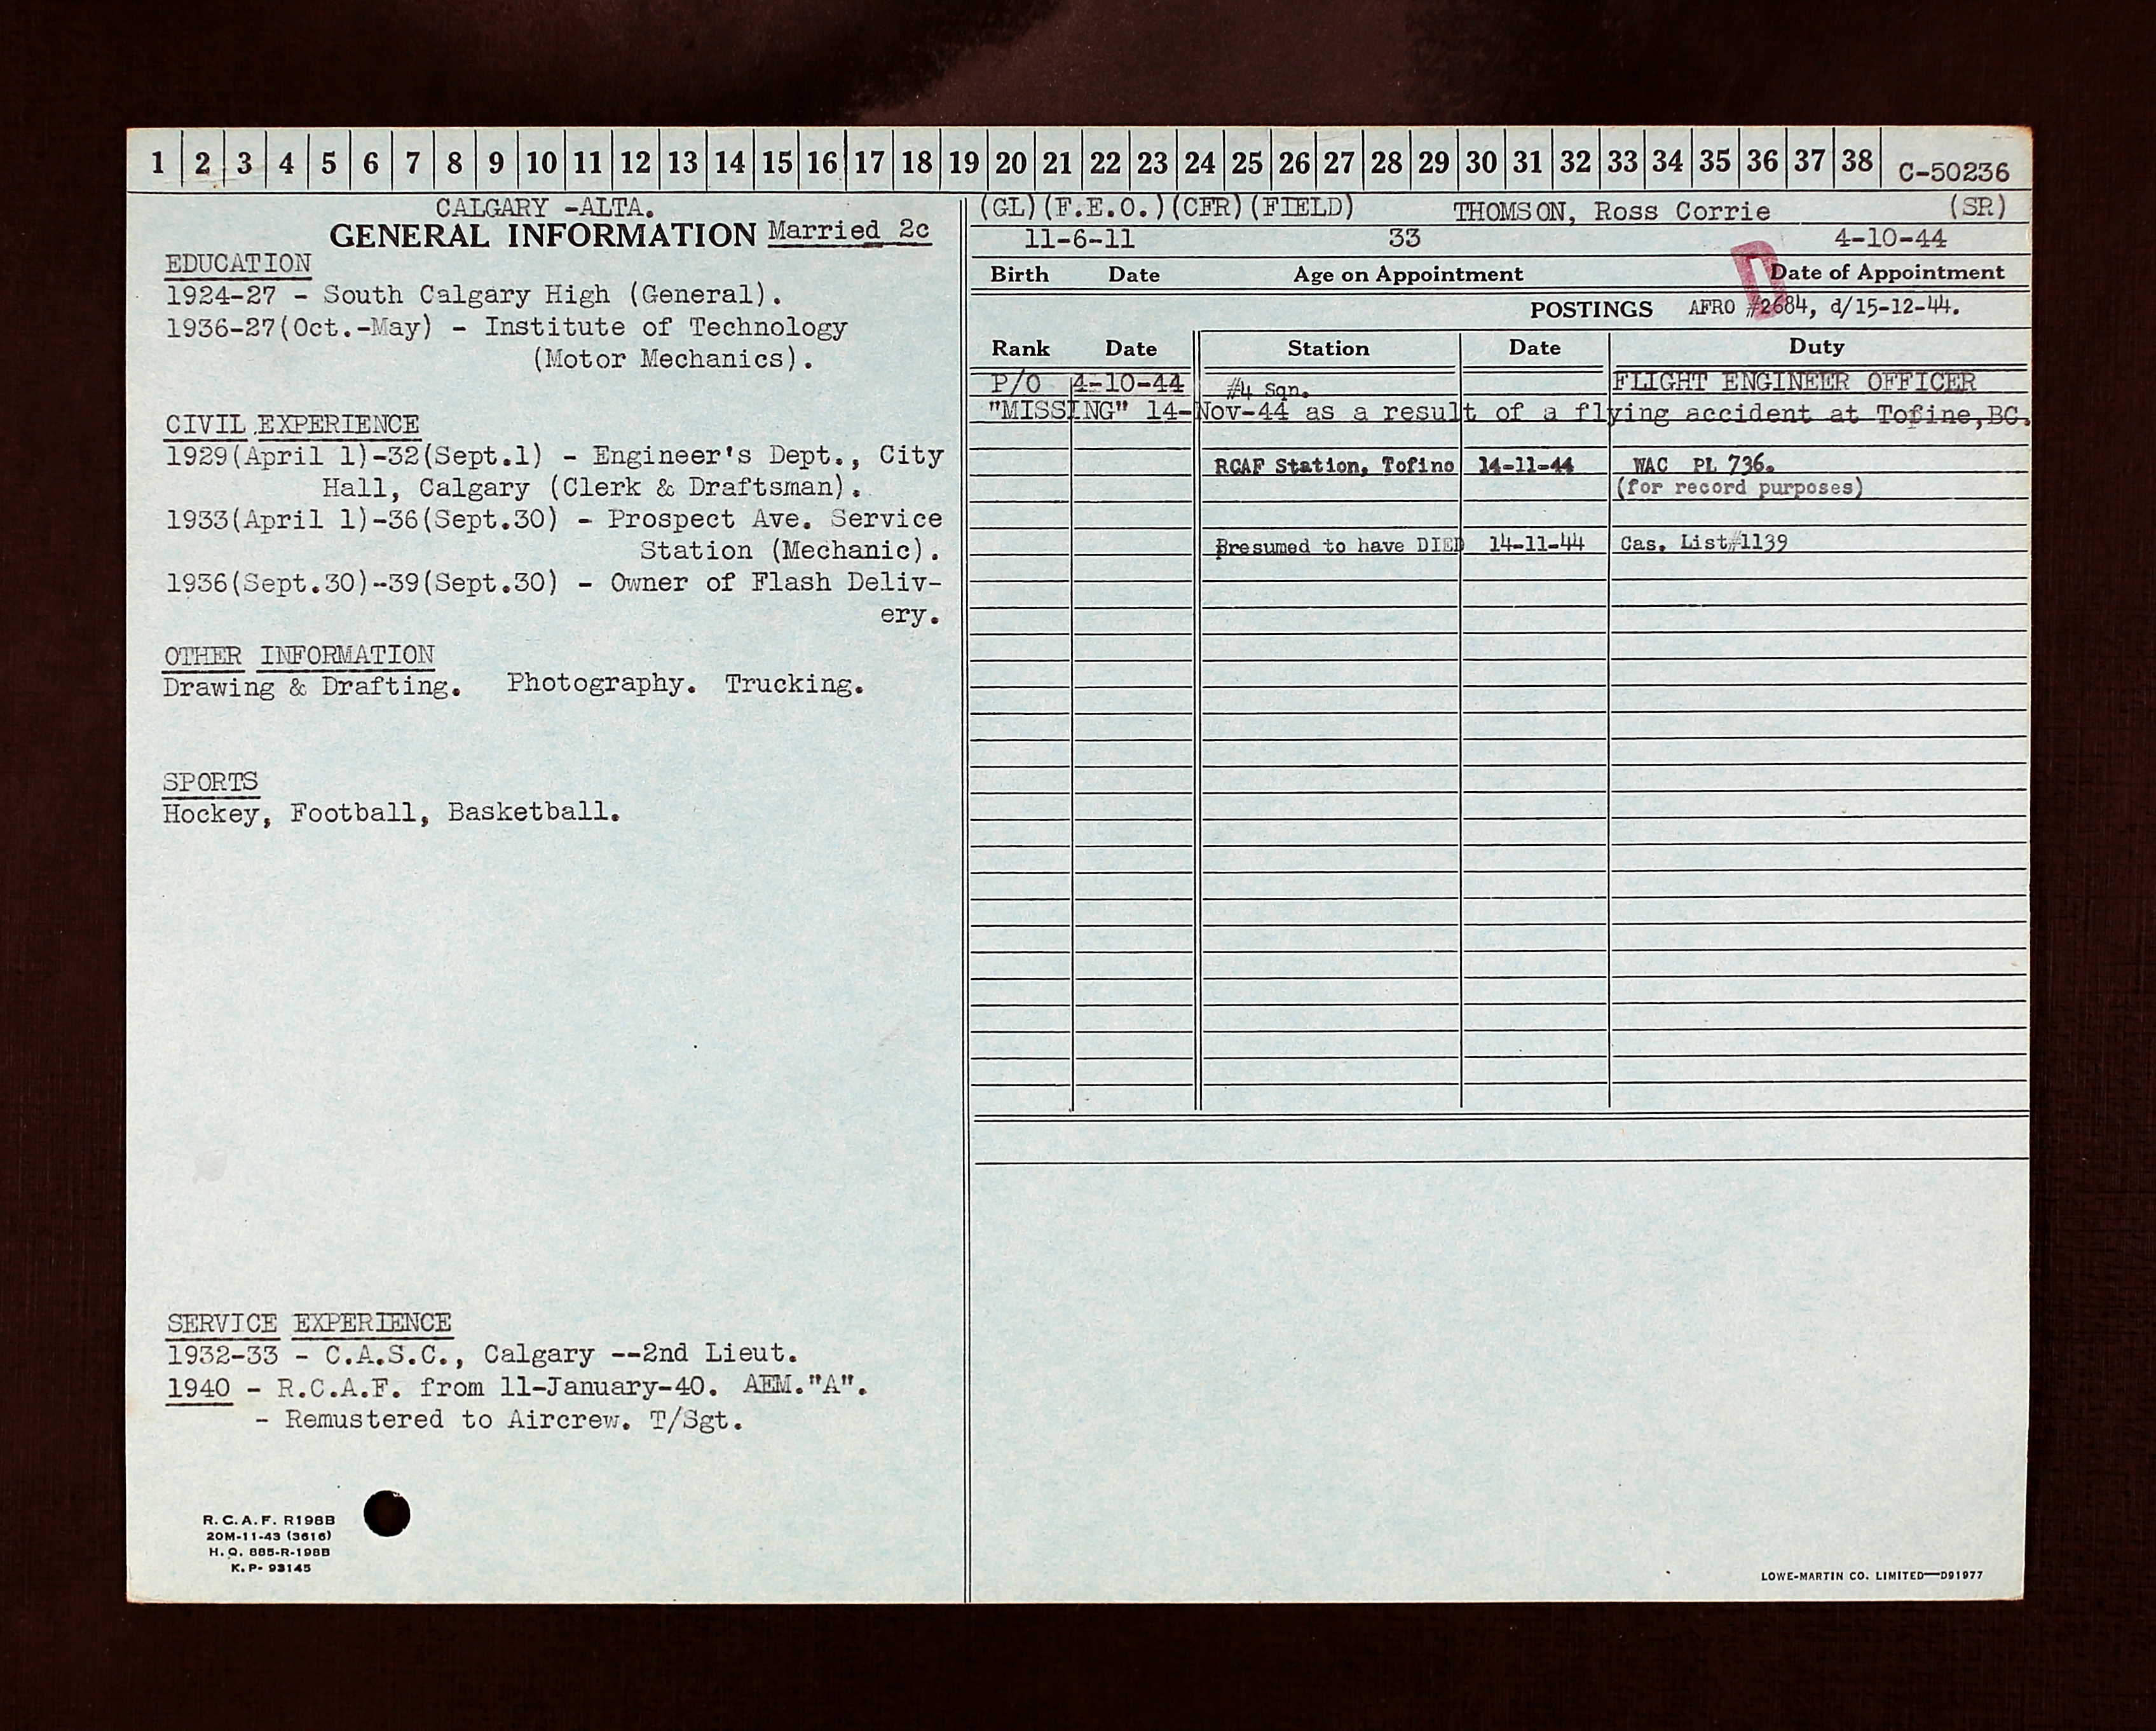 1 2 3 4 5 6 7 8 9 10 11 12 13 14 15 16 17 18 19 20 21 22 23 24 25 26 27 28 29 30 31 32 33 34 35 36 37 38 C-50236
CALGARY -ALTA.
GENERAL INFORMATION Married 2c
EDUCATION
1924-27 - South Calgary High (General).
1936-27(Oct.-May) - Institute of Technology
(Motor Mechanics).
CIVIL EXPERIENCE
1929(April 1)-32(Sept.1) - Engineer's Dept., City
Hall, Calgary (Clerk & Draftsman).
1933(April 1)-36(Sept.30) - Prospect Ave. Service
Station (Mechanic).
1936(Sept.30)-39(Sept.30) - Owner of Flash Deliv-
ery.
OTHER INFORMATION
Drawing & Drafting. Photography. Trucking.
SPORTS
Hockey, Football, Basketball.
SERVICE EXPERIENCE
1932-33 - C.A.S.C., Calgary --2nd Lieut.
1940 - R.C.A.F. from 11-January-40. AEM."A".
- Remustered to Aircrew. T/Sgt.
R.C.A.F. R198B
20M-11-43 (3616)
H.Q. 885-R-198B
K.P- 93145
(GL)(F.E.O.)(CFR)(FIELD) THOMSON, Ross Corrie (SR)
11-6-11 33 4-10-44
Birth Date Age on Appointment Date of Appointment
D
POSTINGS AFRO #2684, d/15-12-44.
Rank Date Station Date Duty
P/O 4-10-44 #4 Sqn. FLIGHT ENGINEER OFFICER
"MISSING" 14-Nov-44 as a result of a flying accident at Tofine,BC.
RCAF Station, Tofino 14-11-44 WAC PL 736.
(for record purposes)
Presumed to have DIED 14-11-44 Cas. List#1139
LOWE-MARTIN CO. LIMITED—D91977